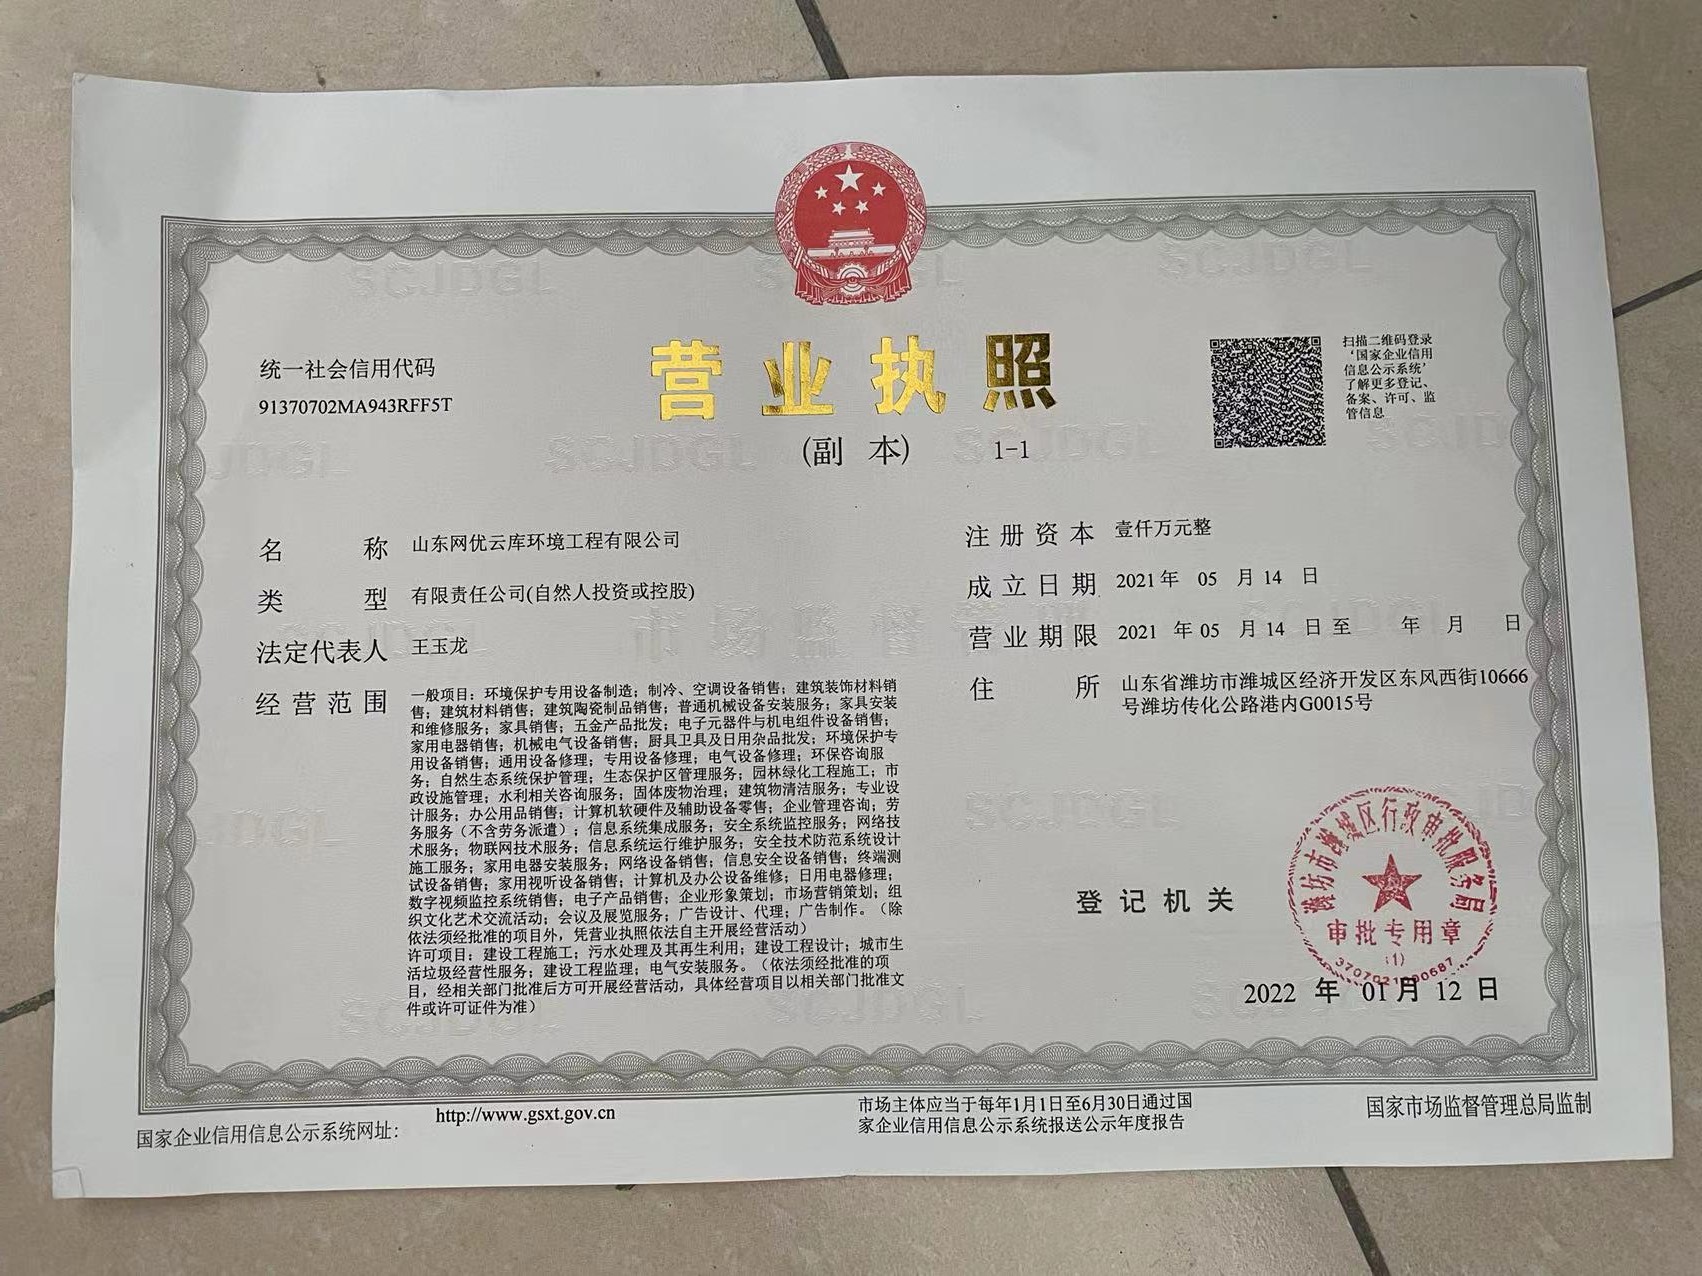 统一社会信用代码
91370702MA943RFF5T
营业执照
(副 本) 1-1
扫描二维码登录
‘国家企业信用
信息公示系统’
了解更多登记、
备案、许可、监
管信息
名 称 山东网优云库环境工程有限公司
类 型 有限责任公司(自然人投资或控股)
法定代表人 王玉龙
经营范围 一般项目:环境保护专用设备制造;制冷、空调设备销售;建筑装饰材料销
售;建筑材料销售;建筑陶瓷制品销售;普通机械设备安装服务;家具安装
和维修服务;家具销售;五金产品批发;电子元器件与机电组件设备销售;
家用电器销售;机械电气设备销售;厨具卫具及日用杂品批发;环境保护专
用设备销售;通用设备修理;专用设备修理;电气设备修理;环保咨询服
务;自然生态系统保护管理;生态保护区管理服务;园林绿化工程施工;市
政设施管理;水利相关咨询服务;固体废物治理;建筑物清洁服务;专业设
计服务;办公用品销售;计算机软硬件及辅助设备零售;企业管理咨询;劳
务服务(不含劳务派遣);信息系统集成服务;安全系统监控服务;网络技
术服务;物联网技术服务;信息系统运行维护服务;安全技术防范系统设计
施工服务;家用电器安装服务;网络设备销售;信息安全设备销售;终端测
试设备销售;家用视听设备销售;计算机及办公设备维修;日用电器修理;
数字视频监控系统销售;电子产品销售;企业形象策划;市场营销策划;组
织文化艺术交流活动;会议及展览服务;广告设计、代理;广告制作。(除
依法须经批准的项目外,凭营业执照依法自主开展经营活动)
许可项目:建设工程施工;污水处理及其再生利用;建设工程设计;城市生
活垃圾经营性服务;建设工程监理;电气安装服务。(依法须经批准的项
目,经相关部门批准后方可开展经营活动,具体经营项目以相关部门批准文
件或许可证件为准)
注册资本 壹仟万元整
成立日期 2021年 05 月 14 日
营业期限 2021 年 05 月 14 日 至 年 月 日
住 所 山东省潍坊市潍城区经济开发区东风西街10666
号潍坊传化公路港内G0015号
登记机关
潍坊市潍城区行政审批服务局
审批专用章
(1)
2022 年 01 月 12 日
国家企业信用信息公示系统网址: http://www.gsxt.gov.cn
市场主体应当于每年1月1日至6月30日通过国
家企业信用信息公示系统报送公示年度报告
国家市场监督管理总局监制